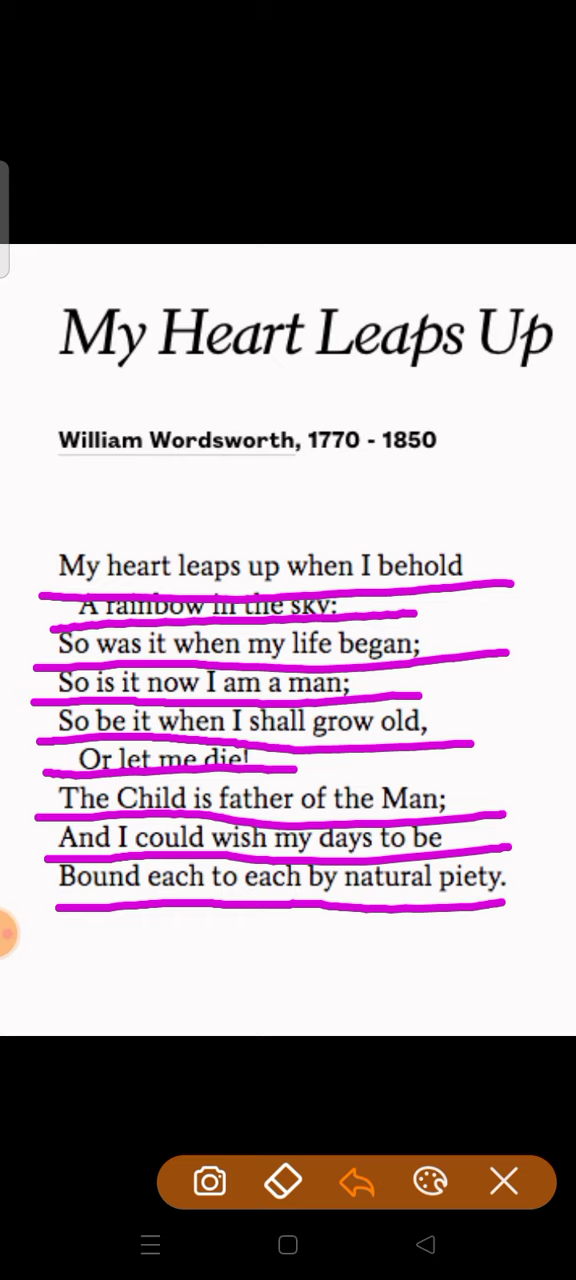 My Heart Leaps Up
William Wordsworth, 1770 - 1850
My heart leaps up when I behold
A rainbow in the sky:
So was it when my life began;
So is it now I am a man;
So be it when I shall grow old,
Or let me die!
The Child is father of the Man;
And I could wish my days to be
Bound each to each by natural piety.